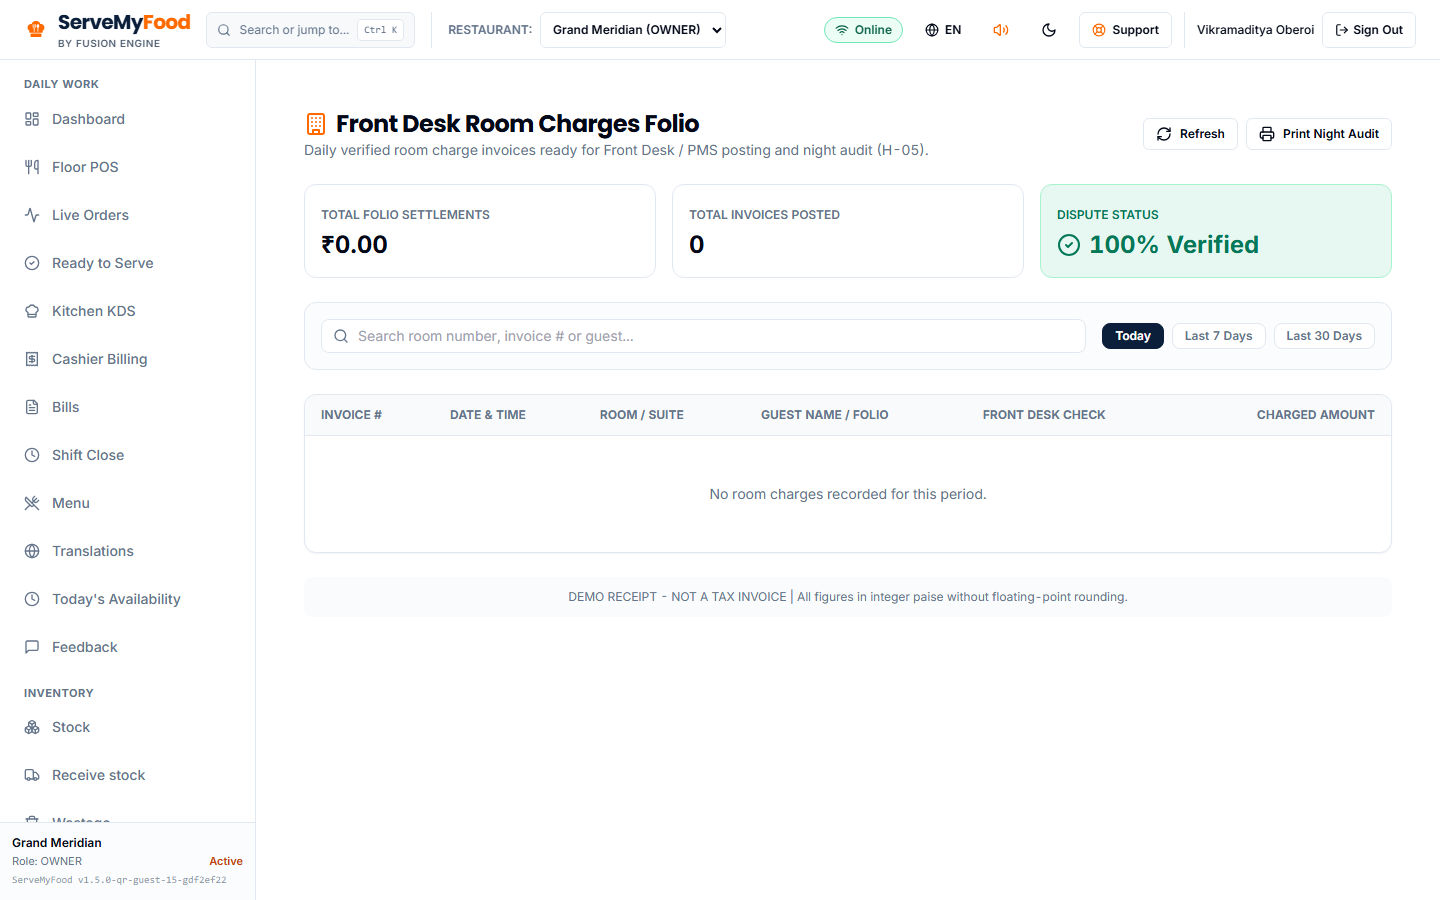 ServeMyFood
BY FUSION ENGINE
Search or jump to... Ctrl K
RESTAURANT: Grand Meridian (OWNER)
Online
EN
Support
Vikramaditya Oberoi
Sign Out
DAILY WORK
Dashboard
Floor POS
Live Orders
Ready to Serve
Kitchen KDS
Cashier Billing
Bills
Shift Close
Menu
Translations
Today's Availability
Feedback
INVENTORY
Stock
Receive stock
Wastage
Grand Meridian
Role: OWNER Active
ServeMyFood v1.5.0-qr-guest-15-gdf2ef22
Front Desk Room Charges Folio
Daily verified room charge invoices ready for Front Desk / PMS posting and night audit (H-05).
Refresh
Print Night Audit
TOTAL FOLIO SETTLEMENTS
₹0.00
TOTAL INVOICES POSTED
0
DISPUTE STATUS
100% Verified
Search room number, invoice # or guest...
Today
Last 7 Days
Last 30 Days
INVOICE # DATE & TIME ROOM / SUITE GUEST NAME / FOLIO FRONT DESK CHECK CHARGED AMOUNT
No room charges recorded for this period.
DEMO RECEIPT - NOT A TAX INVOICE | All figures in integer paise without floating-point rounding.